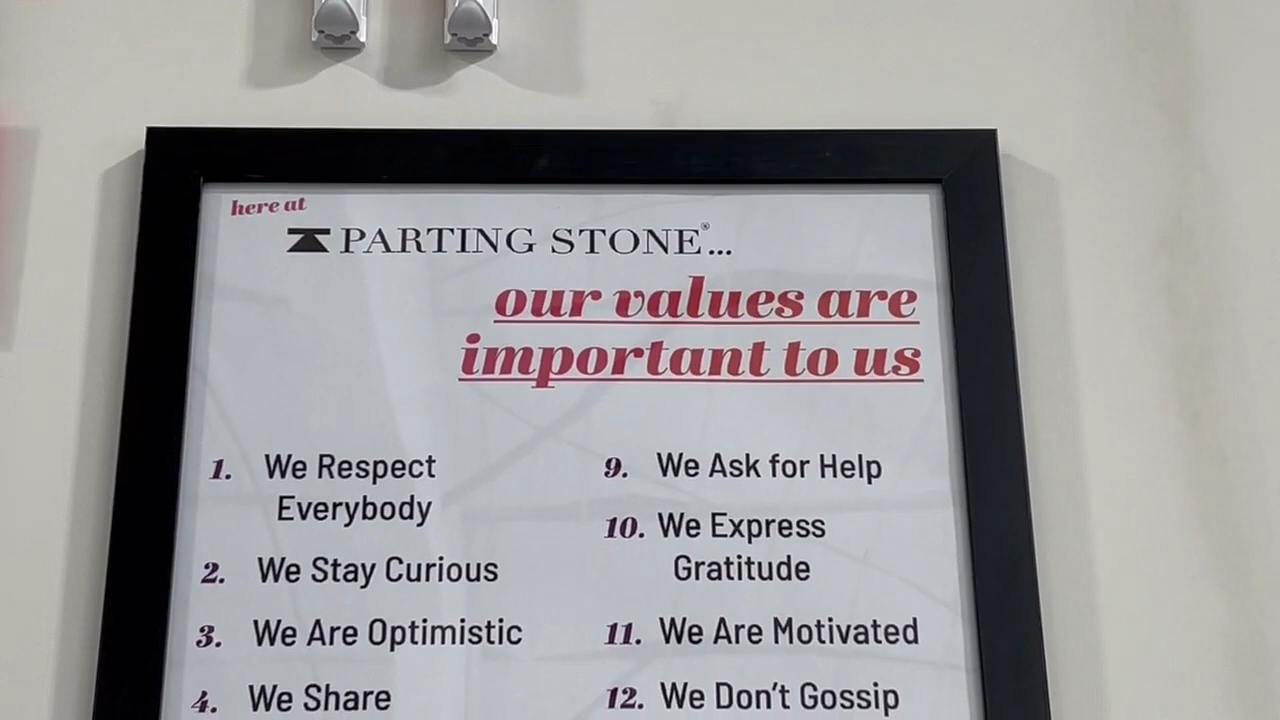 here at
PARTING STONE®...
our values are
important to us
1. We Respect
Everybody
2. We Stay Curious
3. We Are Optimistic
4. We Share
9. We Ask for Help
10. We Express
Gratitude
11. We Are Motivated
12. We Don't Gossip